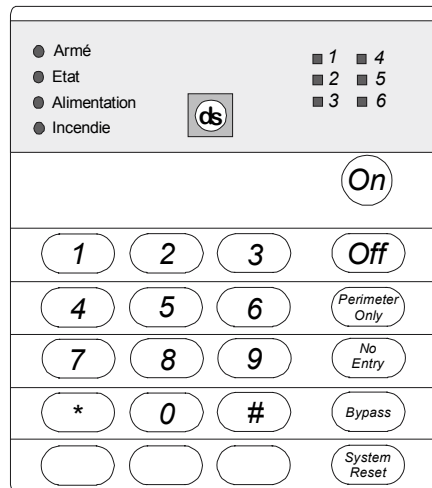 Armé
Etat
Alimentation
Incendie
1 4
2 5
3 6
ds
On
1 2 3 Off
4 5 6 Perimeter
Only
7 8 9 No
Entry
* 0 # Bypass
System
Reset